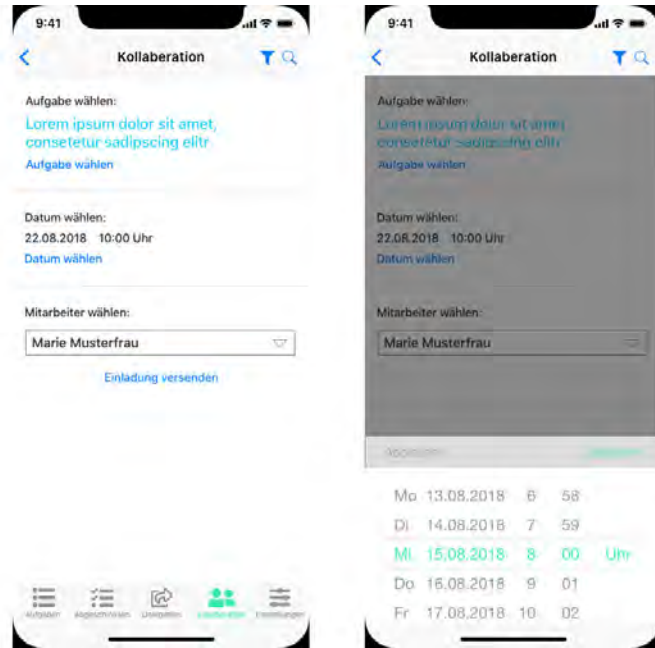 9:41
Kollaberation
Aufgabe wählen:
Lorem ipsum dolor sit amet,
consetetur sadipscing elitr
Aufgabe wählen
Datum wählen:
22.08.2018 10:00 Uhr
Datum wählen
Mitarbeiter wählen:
Marie Musterfrau
Einladung versenden
Aufgaben
Einstellungen
9:41
Kollaberation
Aufgabe wählen:
Lorem ipsum dolor sit amet,
consetetur sadipscing elitr
Aufgabe wählen
Datum wählen:
22.08.2018 10:00 Uhr
Datum wählen
Mitarbeiter wählen:
Marie Musterfrau
Mo 13.08.2018 6 58
Di 14.08.2018 7 59
Mi 15.08.2018 8 00 Uhr
Do 16.08.2018 9 01
Fr 17.08.2018 10 02